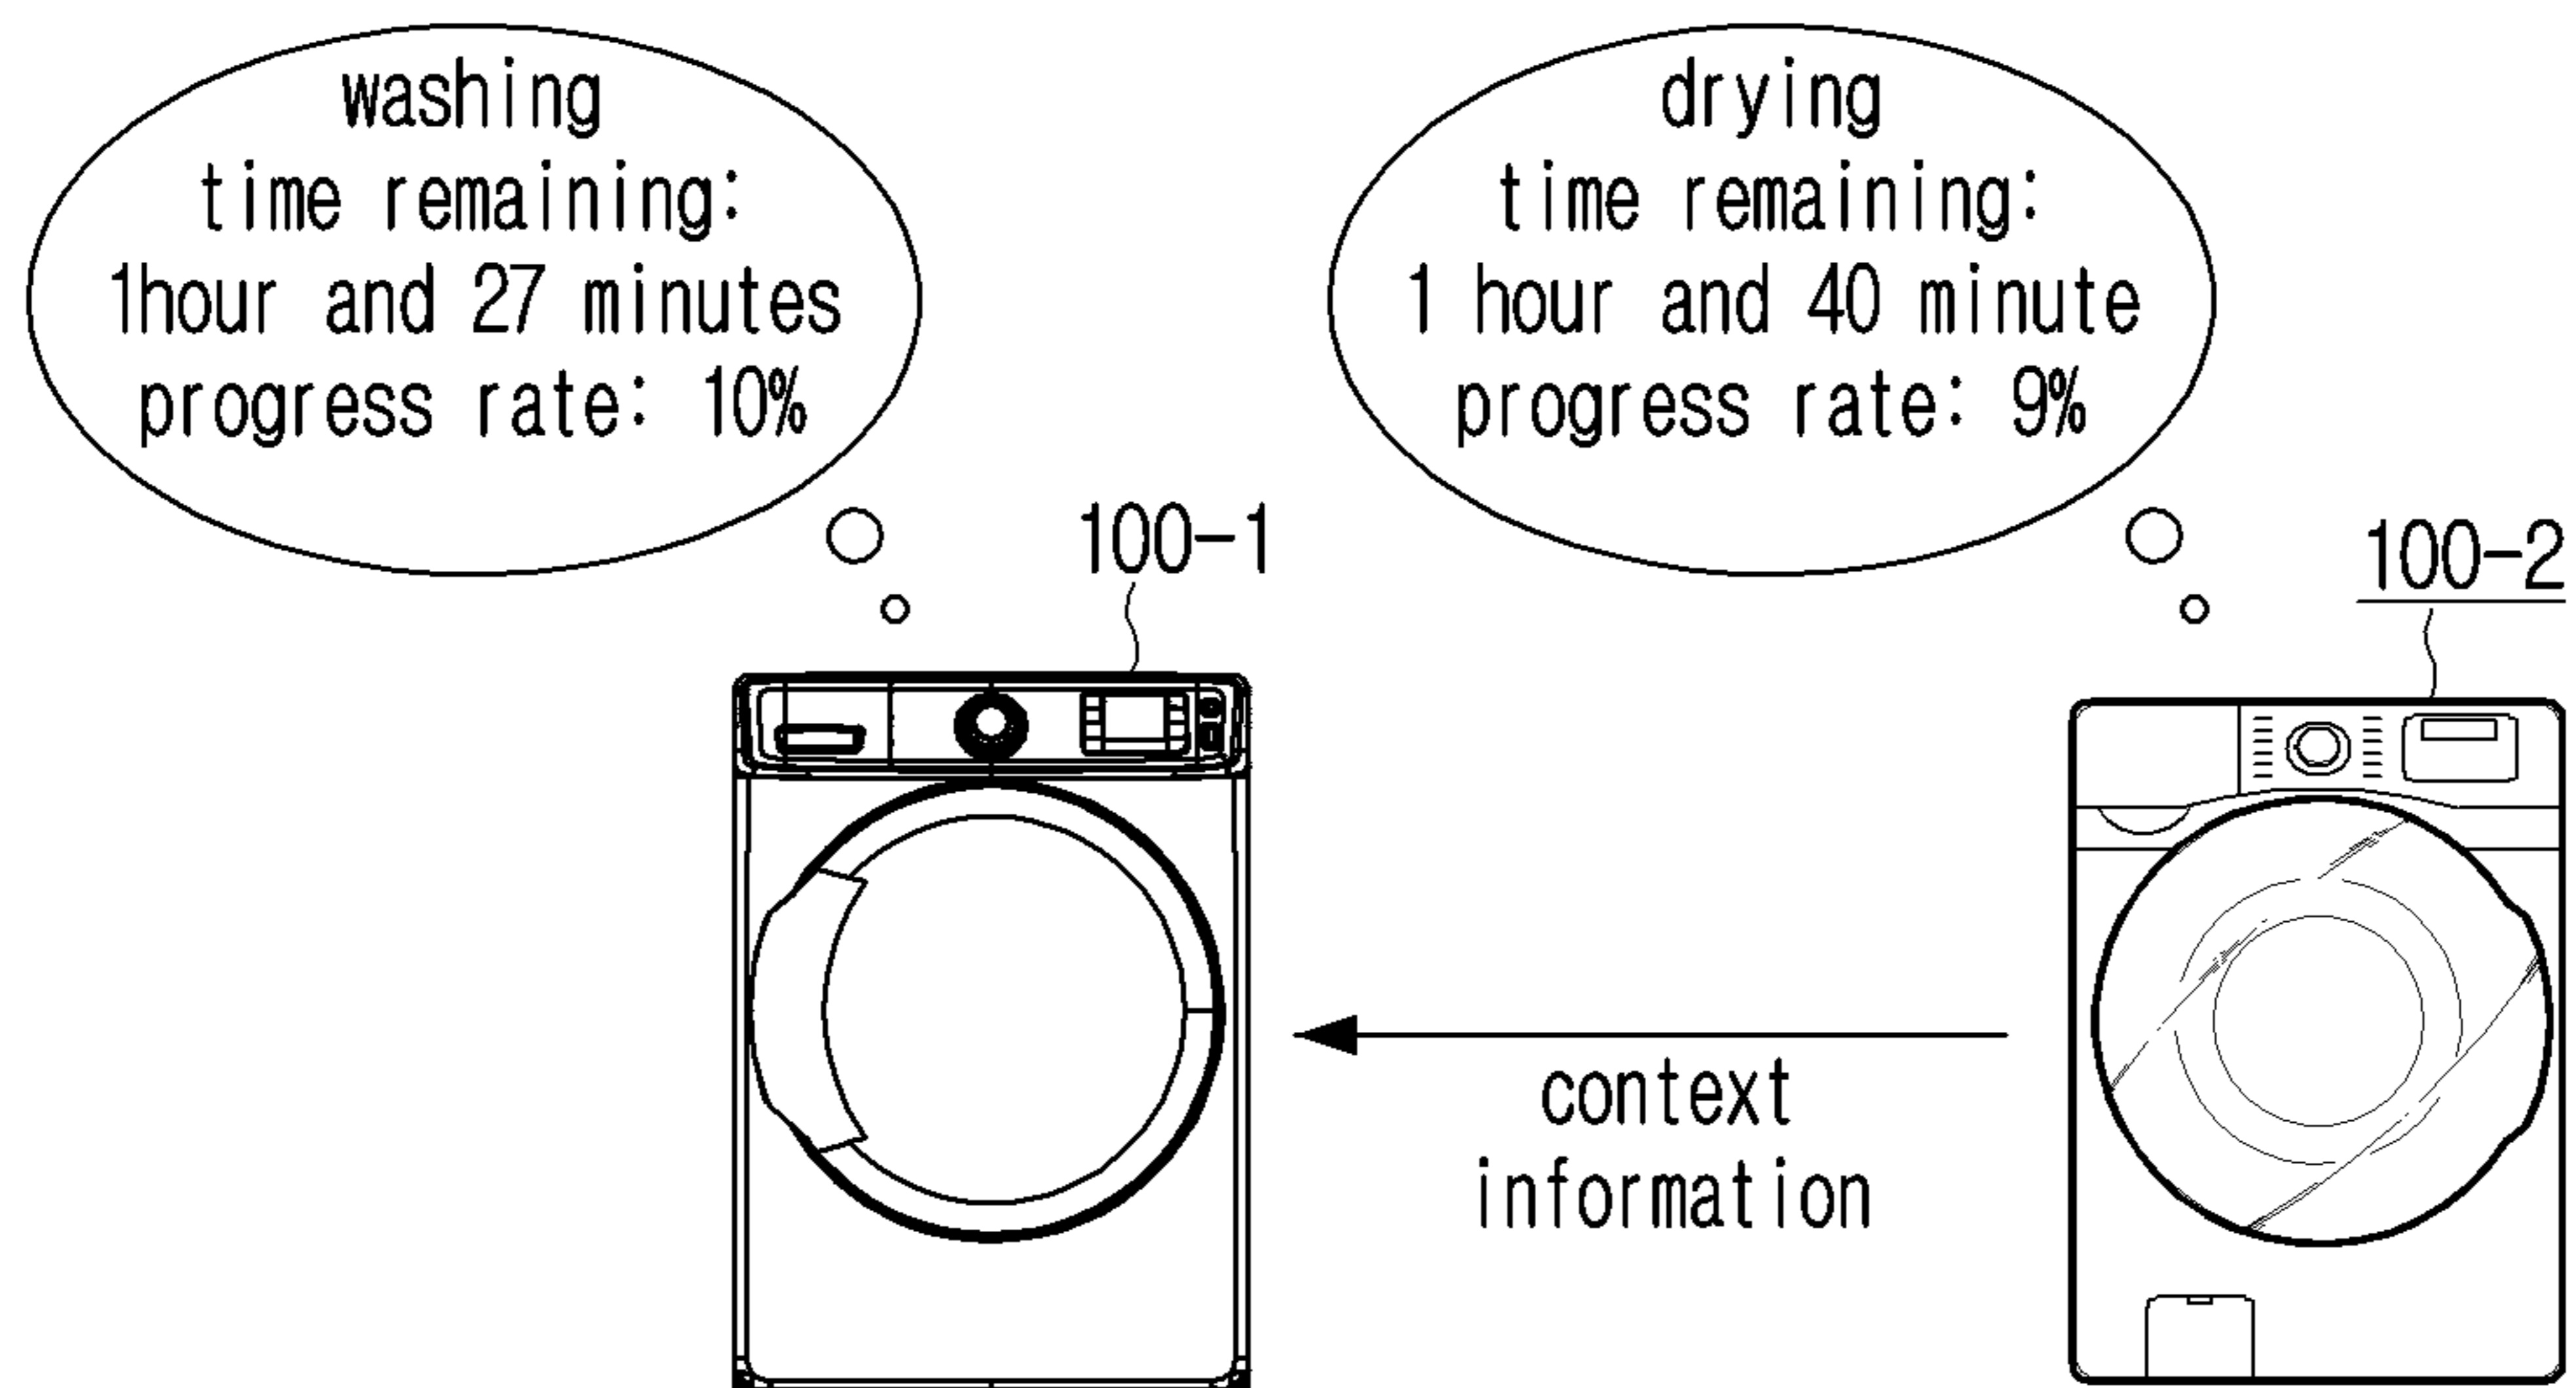 washing
time remaining:
1hour and 27 minutes
progress rate: 10%
drying
time remaining:
1 hour and 40 minute
progress rate: 9%
100-1
100-2
context
information